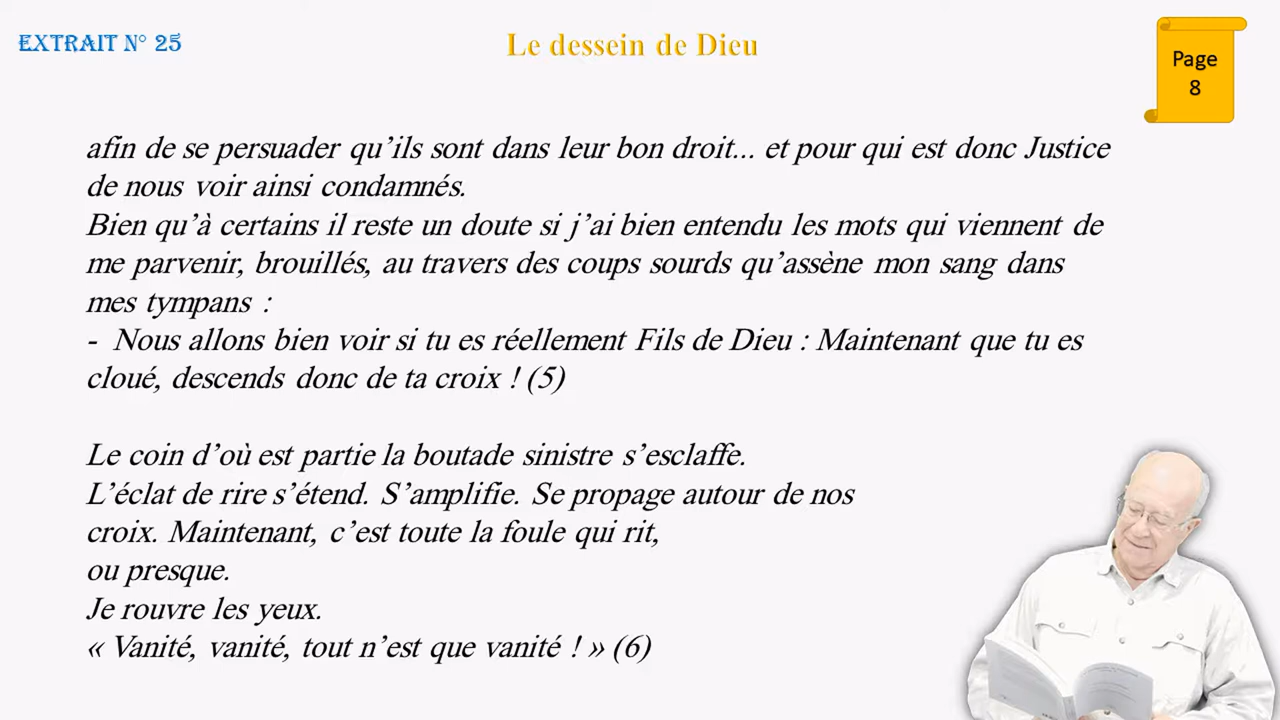 EXTRAIT N° 25
Le dessein de Dieu
Page
8
afin de se persuader qu’ils sont dans leur bon droit... et pour qui est donc Justice
de nous voir ainsi condamnés.
Bien qu’à certains il reste un doute si j’ai bien entendu les mots qui viennent de
me parvenir, brouillés, au travers des coups sourds qu’assène mon sang dans
mes tympans :
- Nous allons bien voir si tu es réellement Fils de Dieu : Maintenant que tu es
cloué, descends donc de ta croix ! (5)
Le coin d’où est partie la boutade sinistre s’esclaffe.
L’éclat de rire s’étend. S’amplifie. Se propage autour de nos
croix. Maintenant, c’est toute la foule qui rit,
ou presque.
Je rouvre les yeux.
« Vanité, vanité, tout n’est que vanité ! » (6)